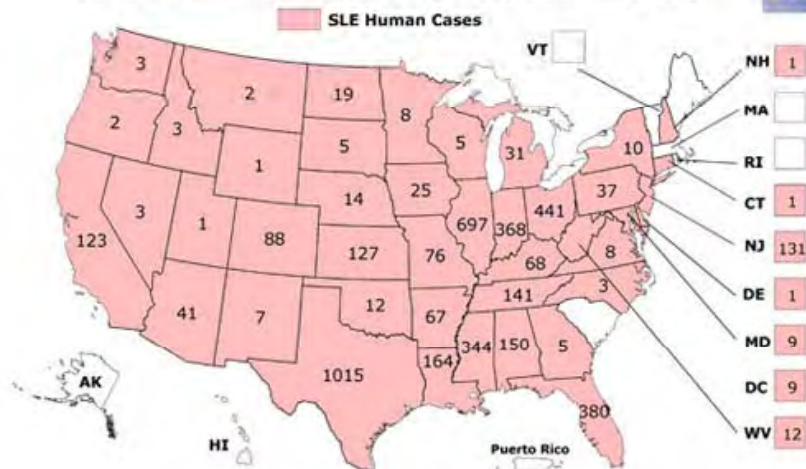 SLE Human Cases
VT
NH 1
3
2
19
8
MA
2
3
5
5
31
10
RI
1
25
37
CT 1
14
3
1
697
368
441
NJ 131
123
88
127
76
68
8
DE 1
141
3
41
7
12
67
MD 9
344
150
5
164
1015
DC 9
AK
380
HI
Puerto Rico
WV 12